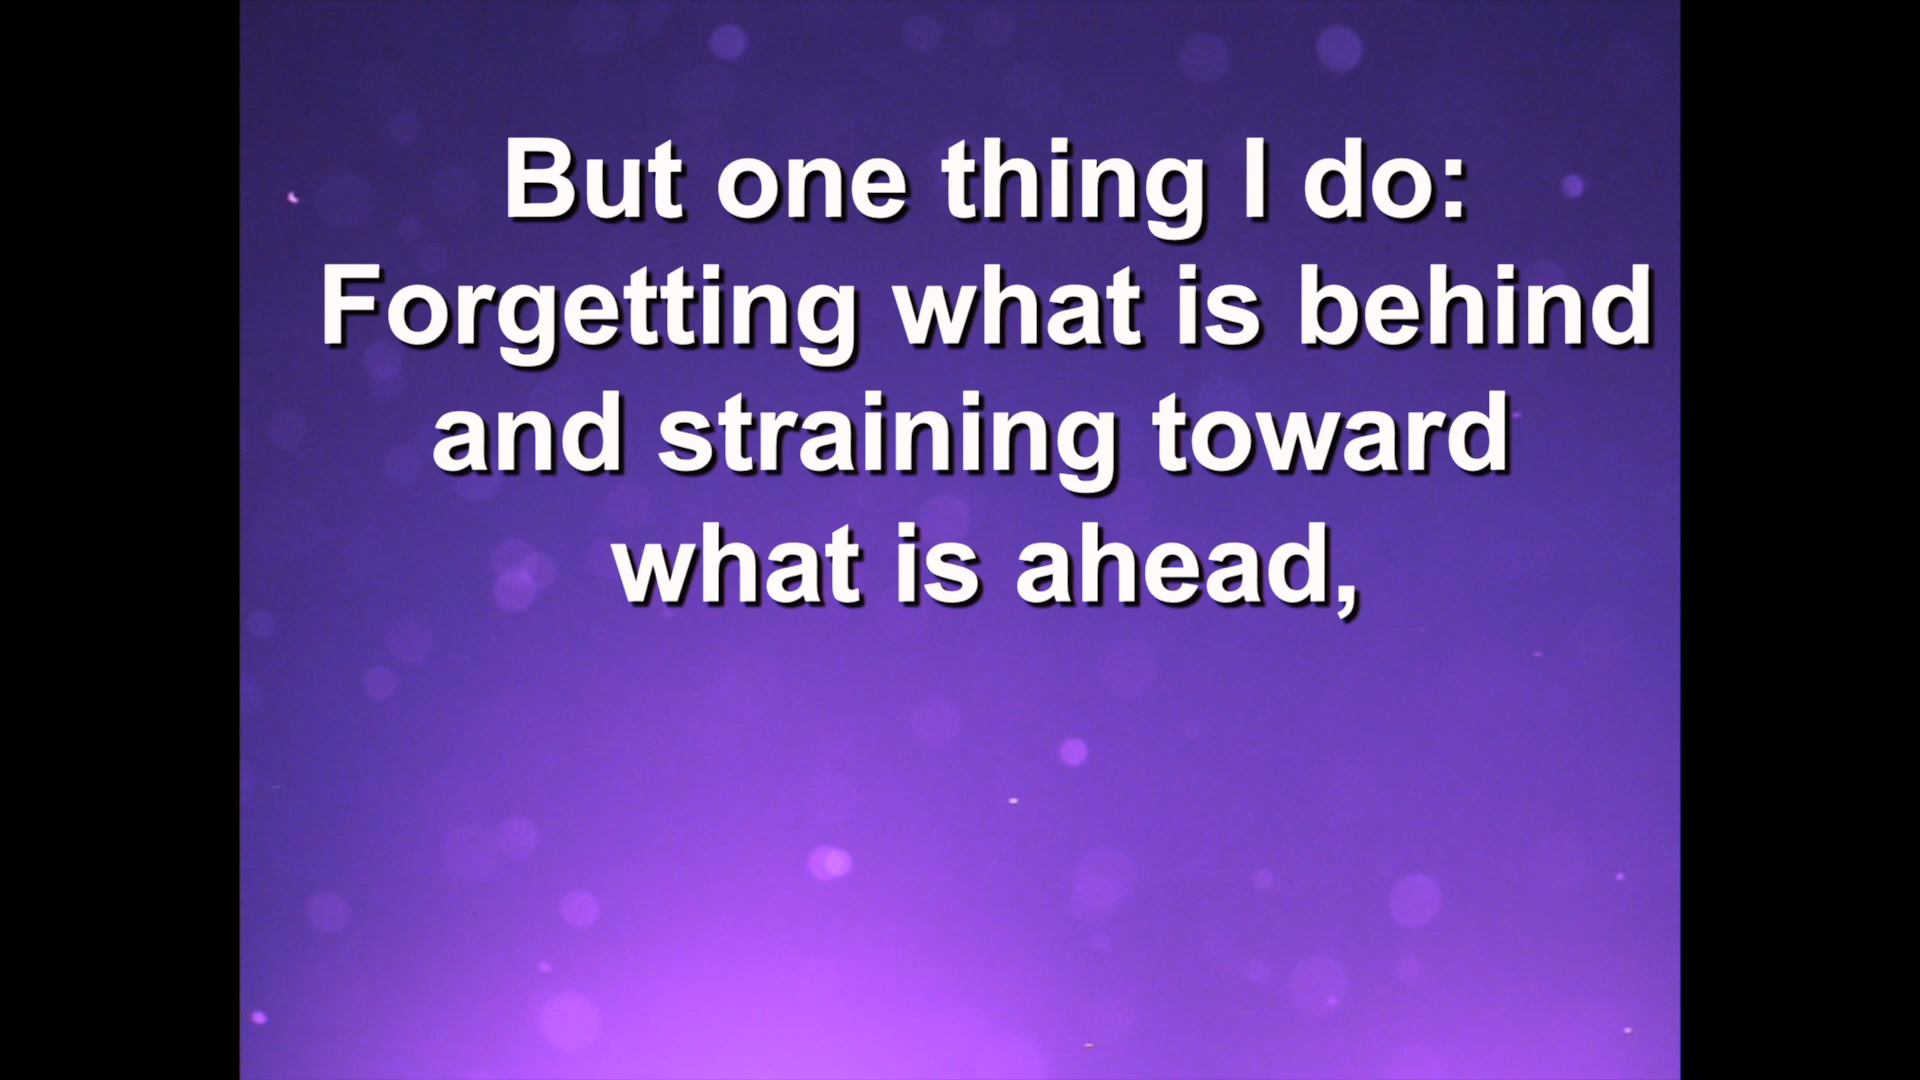 But one thing I do:
Forgetting what is behind
and straining toward
what is ahead,